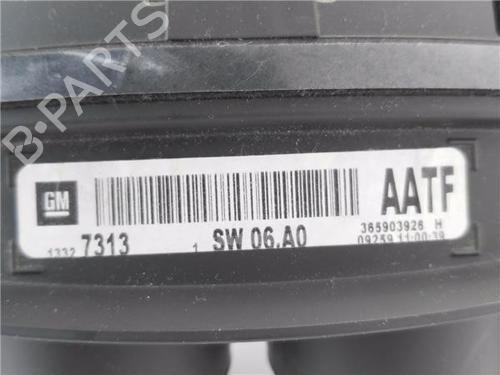 B-PARTS
GM
AATF
1332 7313
1 SW 06.A0
365903926 H
09259 11:00:39